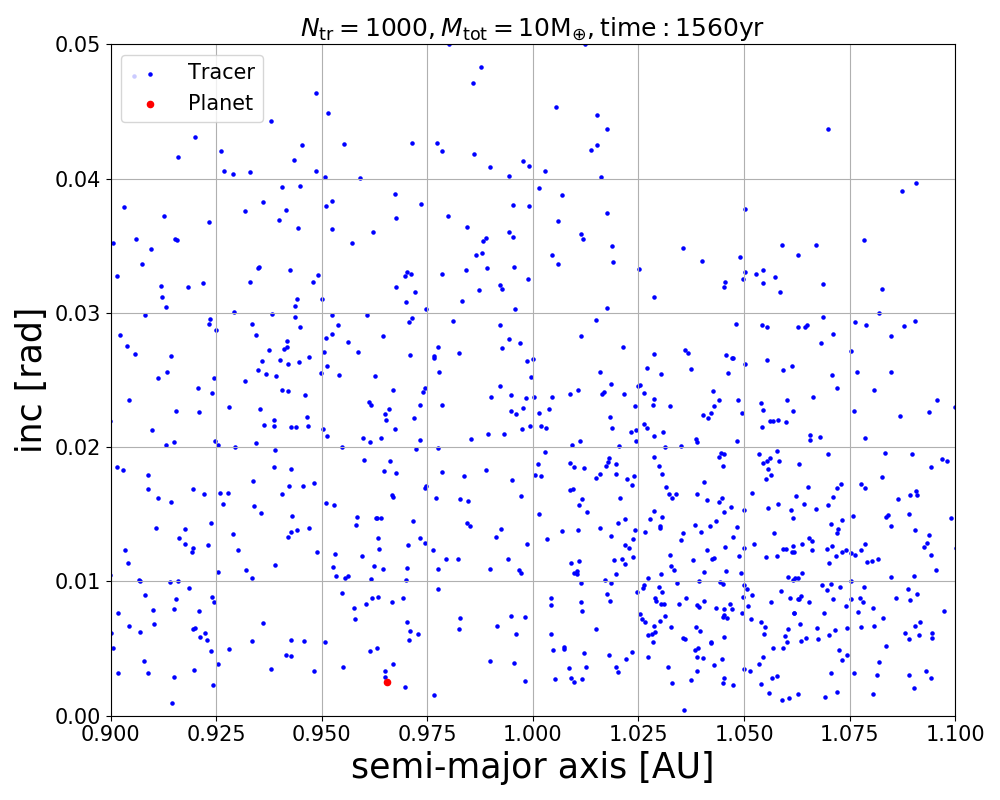 N_tr = 1000, M_tot = 10M_⊕, time : 1560yr
0.05
Tracer
Planet
0.04
0.03
inc [rad]
0.02
0.01
0.00
0.900 0.925 0.950 0.975 1.000 1.025 1.050 1.075 1.100
semi-major axis [AU]